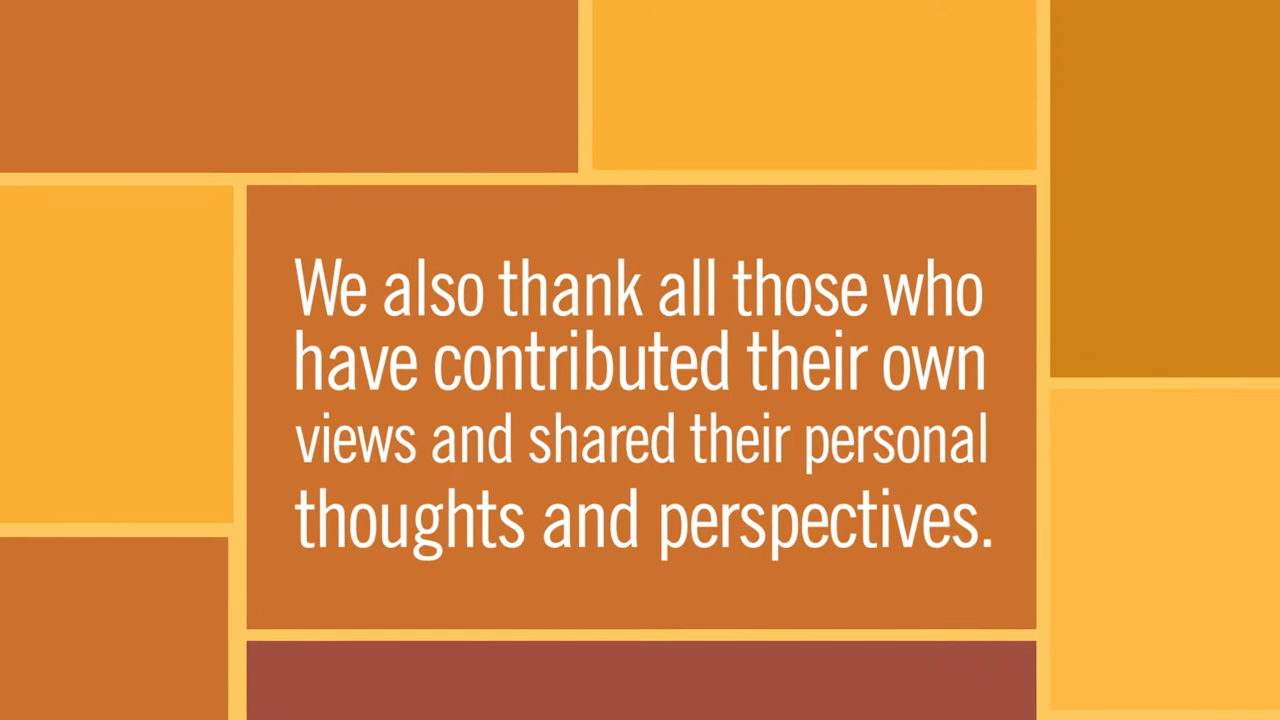 We also thank all those who
have contributed their own
views and shared their personal
thoughts and perspectives.